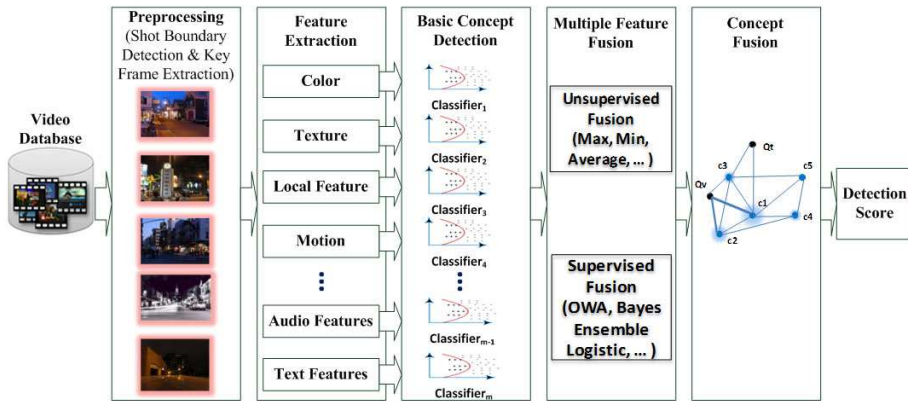 Video
Database
Preprocessing
(Shot Boundary
Detection & Key
Frame Extraction)
Feature
Extraction
Color
Texture
Local Feature
Motion
Audio Features
Text Features
Basic Concept
Detection
Classifier1
Classifier2
Classifier3
Classifier4
Classifierm-1
Classifierm
Multiple Feature
Fusion
Unsupervised
Fusion
(Max, Min,
Average, ... )
Supervised
Fusion
(OWA, Bayes
Ensemble
Logistic, ... )
Concept
Fusion
Qt
c3
c5
Qv
c1
c4
c2
Detection
Score